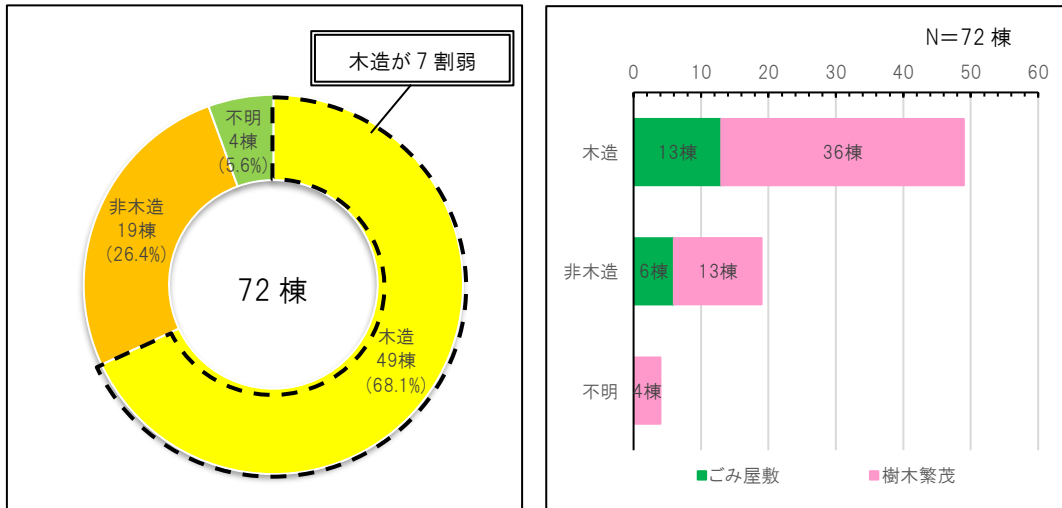 木造が 7 割弱
不明
4棟
(5.6%)
非木造
19棟
(26.4%)
72 棟
木造
49棟
(68.1%)
N＝72 棟
0 10 20 30 40 50 60
木造 13棟 36棟
非木造 6棟 13棟
不明 4棟
ごみ屋敷 樹木繁茂